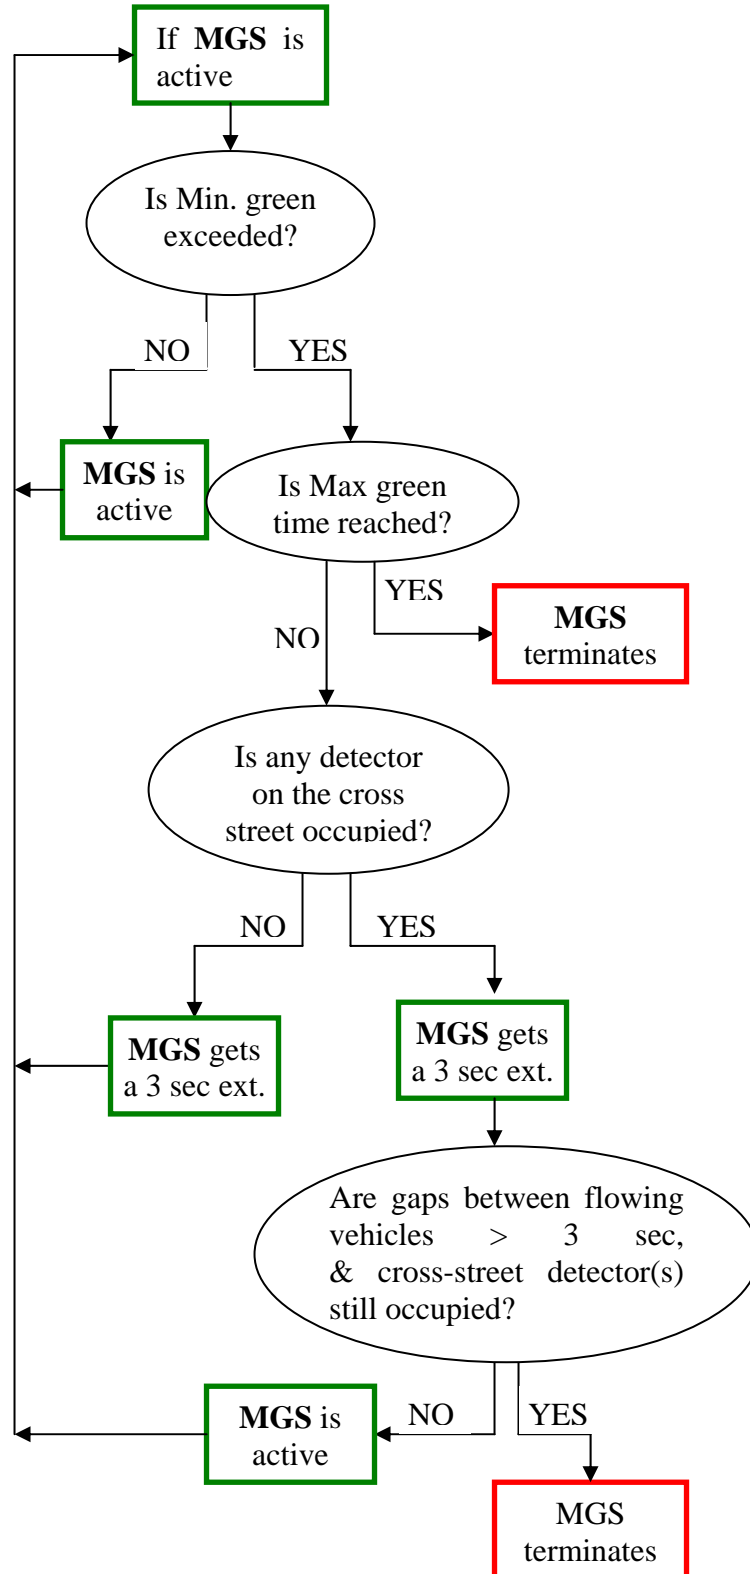 If MGS is
active
Is Min. green
exceeded?
NO
YES
MGS is
active
Is Max green
time reached?
YES
MGS
terminates
NO
Is any detector
on the cross
street occupied?
NO
YES
MGS gets
a 3 sec ext.
MGS gets
a 3 sec ext.
Are gaps between flowing
vehicles > 3 sec,
& cross-street detector(s)
still occupied?
MGS is
active
NO
YES
MGS
terminates